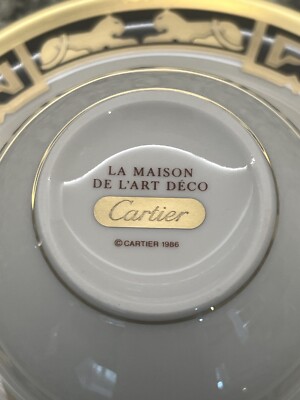 LA MAISON
DE L'ART DÉCO
Cartier
© CARTIER 1986